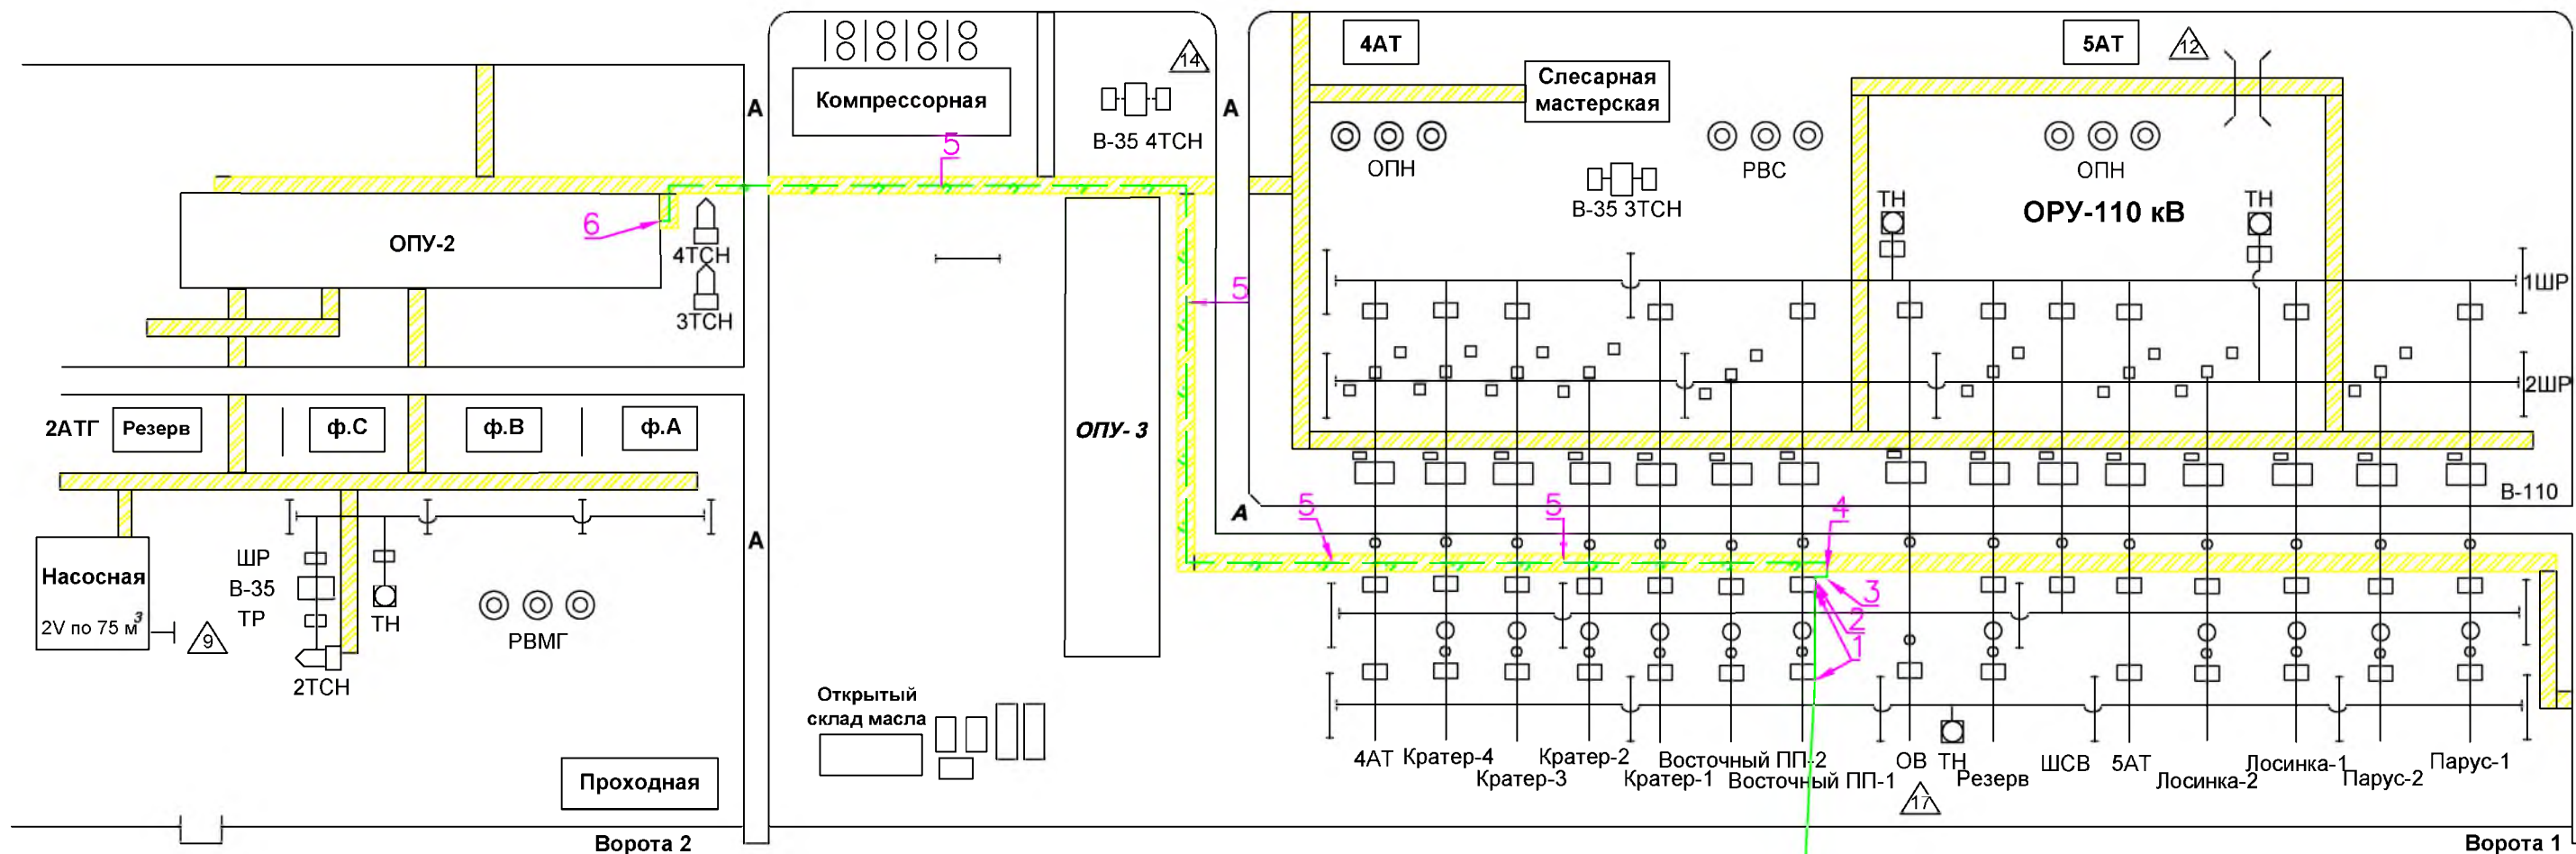 4АТ
5АТ
12
14
А
А
Компрессорная
Слесарная
мастерская
В-35 4ТСН
5
ОПН
РВС
ОПН
В-35 3ТСН
ТН
ТН
ОРУ-110 кВ
6
ОПУ-2
4ТСН
3ТСН
5
1ШР
2ШР
2АТГ
Резерв
ф.С
ф.В
ф.А
ОПУ- 3
В-110
А
А
5
5
4
3
2
1
Насосная
2V по 75 м³
9
ШР
В-35
ТР
ТН
РВМГ
2ТСН
Открытый
склад масла
Проходная
4АТ
Кратер-4
Кратер-3
Кратер-2
Кратер-1
Восточный ПП-2
Восточный ПП-1
ОВ
ТН
Резерв
ШСВ
5АТ
Лосинка-2
Лосинка-1
Парус-2
Парус-1
17
Ворота 2
Ворота 1